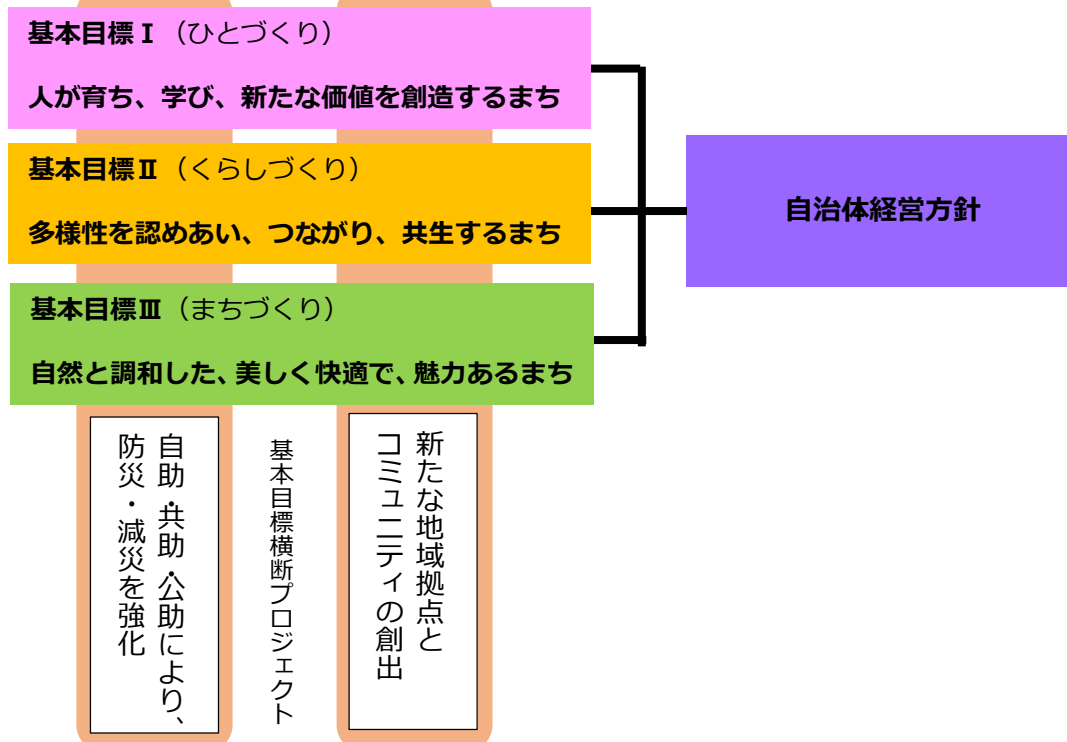 基本目標Ⅰ（ひとづくり）
人が育ち、学び、新たな価値を創造するまち
基本目標Ⅱ（くらしづくり）
多様性を認めあい、つながり、共生するまち
基本目標Ⅲ（まちづくり）
自然と調和した、美しく快適で、魅力あるまち
自治体経営方針
新たな地域拠点と
コミュニティの創出
基本目標横断プロジェクト
自助・共助・公助により、
防災・減災を強化